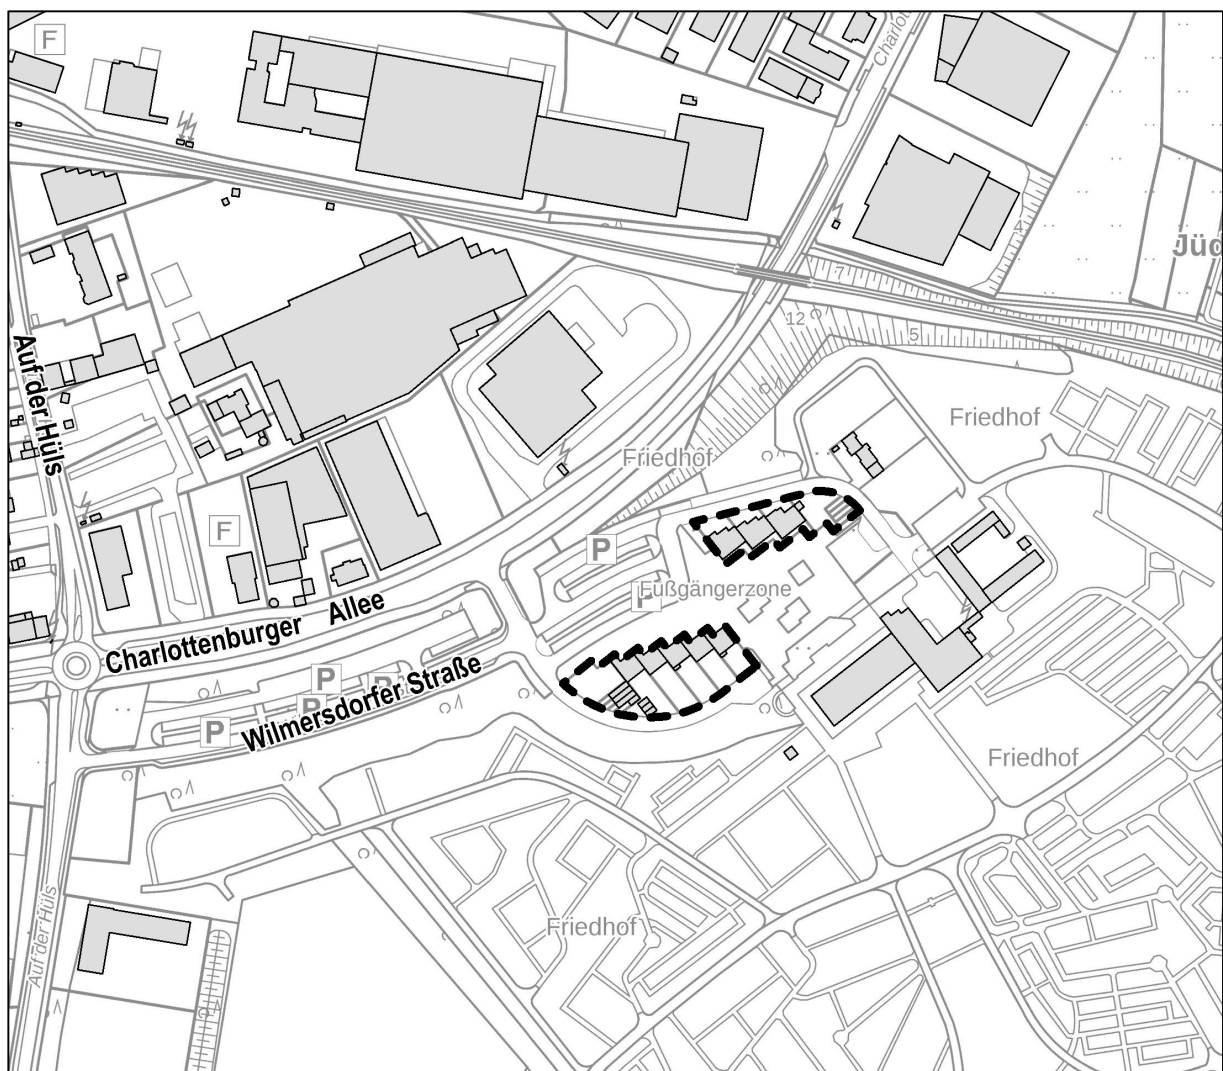 F
Charlott
Jüd
7
4
12
5
Auf der Hüls
Friedhof
Friedhof
F
P
Fußgängerzone
P
Charlottenburger Allee
P
P
P
P
Wilmersdorfer Straße
Friedhof
Friedhof
Auf der Hüls